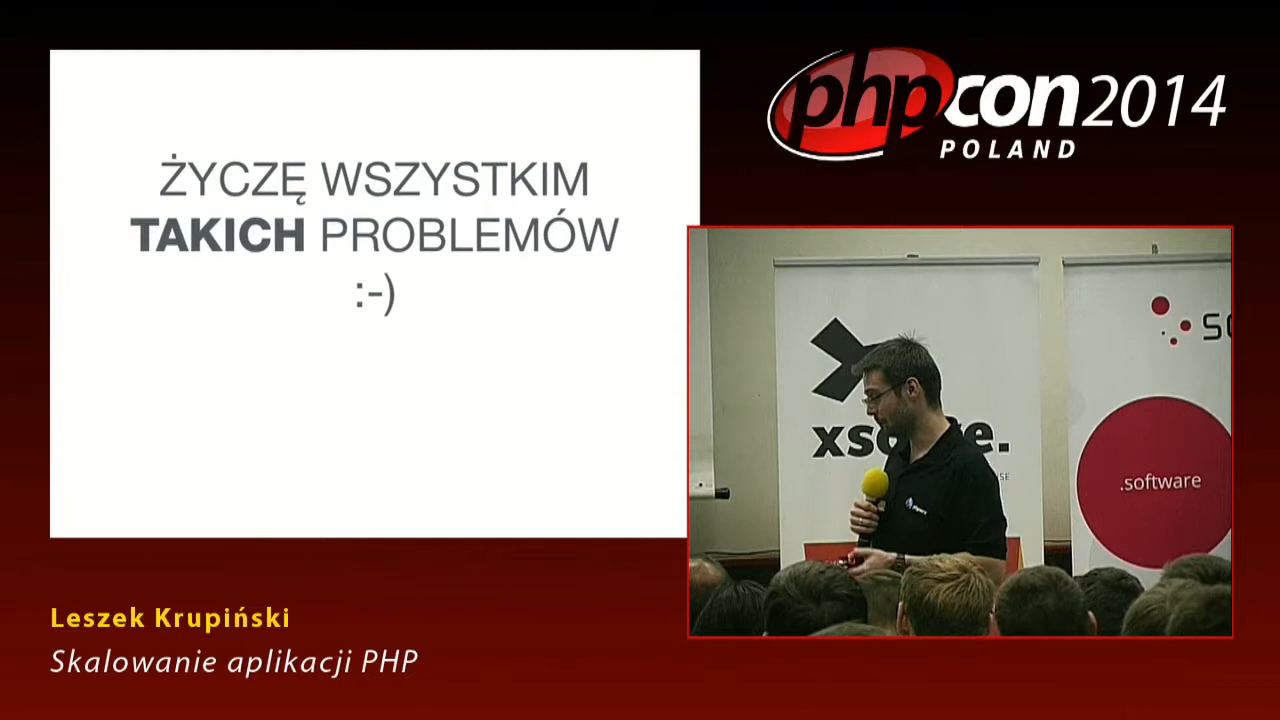 ŻYCZĘ WSZYSTKIM
TAKICH PROBLEMÓW
:-)
phpcon2014
POLAND
.software
Leszek Krupiński
Skalowanie aplikacji PHP